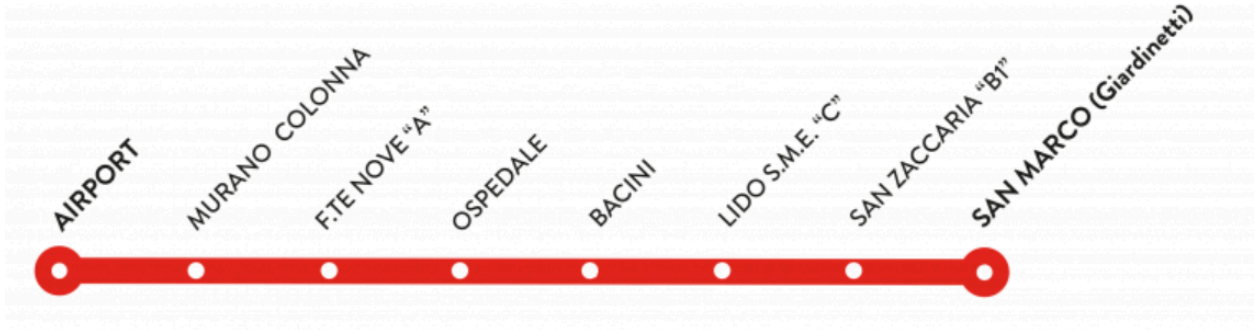 AIRPORT
MURANO COLONNA
F.TE NOVE “A”
OSPEDALE
BACINI
LIDO S.M.E. “C”
SAN ZACCARIA “B1”
SAN MARCO (Giardinetti)